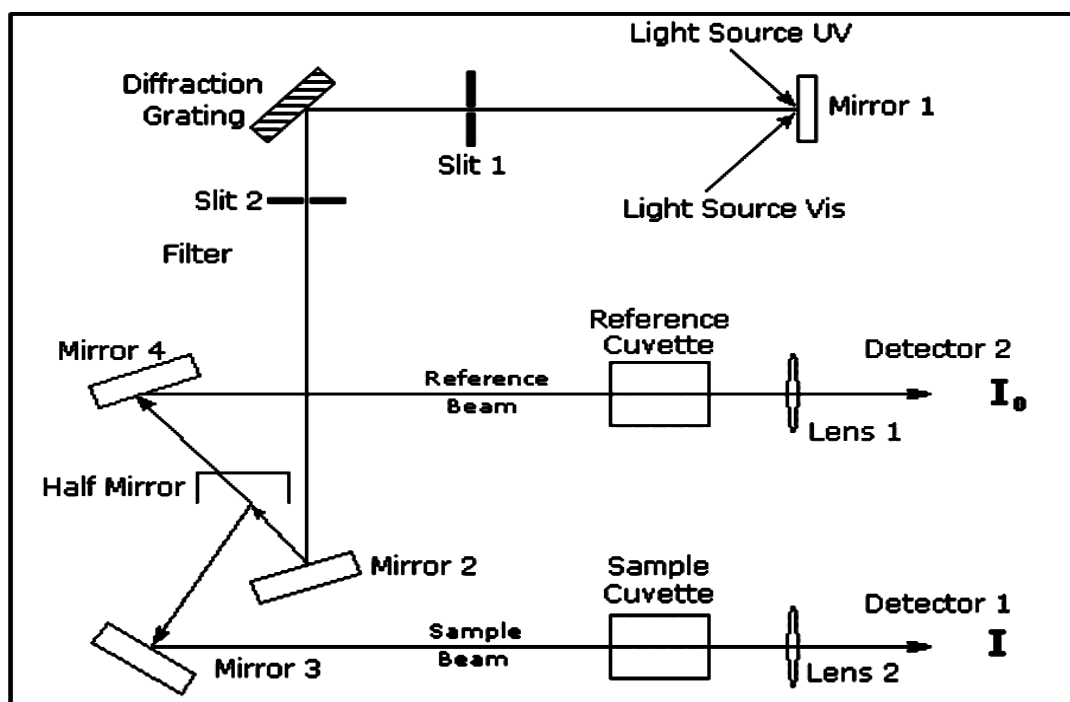 Light Source UV
Diffraction
Grating
Mirror 1
Slit 1
Slit 2
Light Source Vis
Filter
Reference
Cuvette
Mirror 4
Detector 2
Reference
Beam
I₀
Lens 1
Half Mirror
Mirror 2
Sample
Cuvette
Detector 1
Sample
Beam
I
Mirror 3
Lens 2